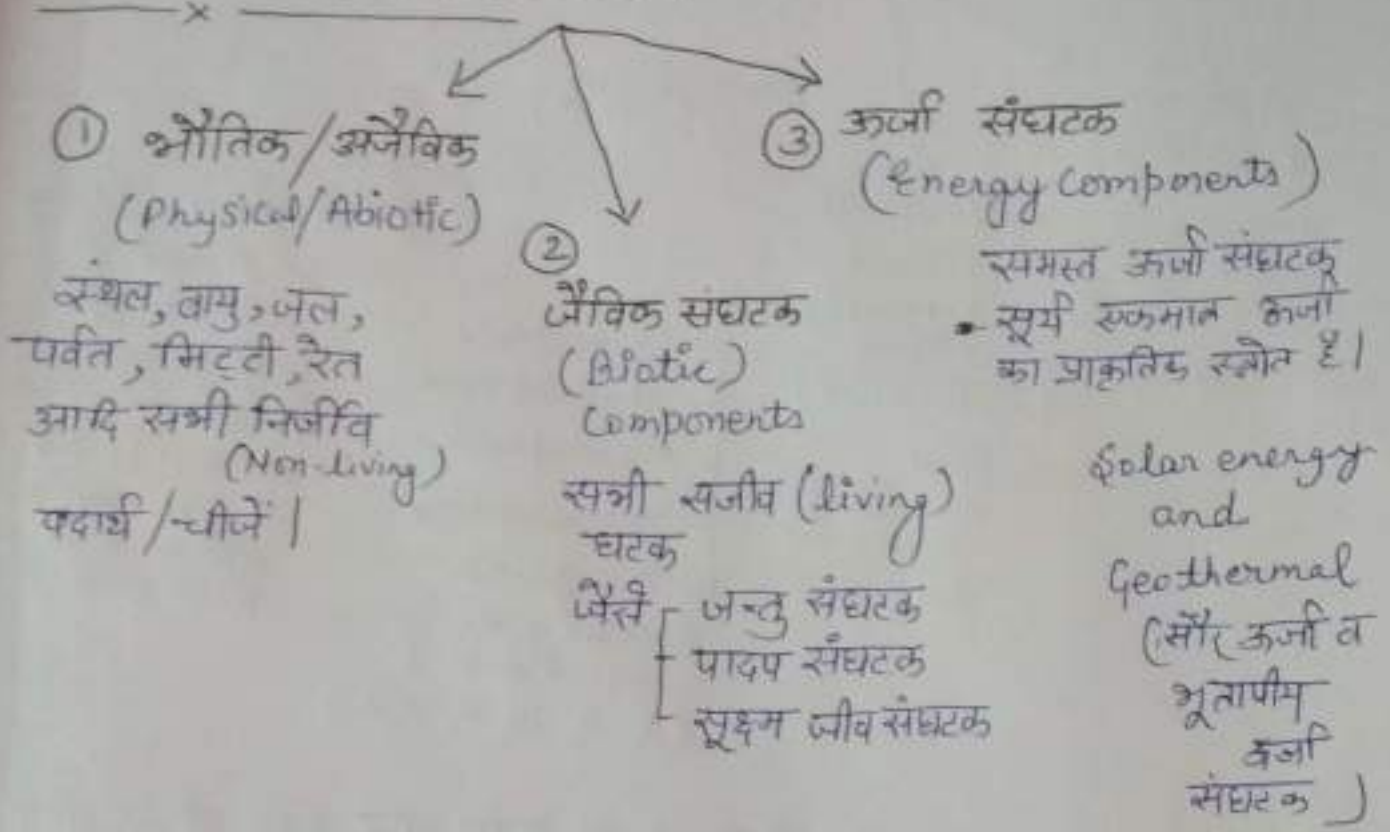 ① भौतिक/अजैविक
(Physical/Abiotic)
स्थल, वायु, जल,
पर्वत, मिट्टी, रेत
आदि सभी निर्जीव
(Non-living)
पदार्थ/चीजें।
②
जैविक संघटक
(Biotic)
Components
सभी सजीव (living)
घटक
जैसे जन्तु संघटक
पादप संघटक
सूक्ष्म जीव संघटक
③ ऊर्जा संघटक
(Energy Components)
समस्त ऊर्जा संघटक
सूर्य एकमात्र ऊर्जा
का प्राकृतिक स्त्रोत है।
Solar energy
and
Geothermal
(सौर ऊर्जा व
भूतापीय
ऊर्जा
संघटक)